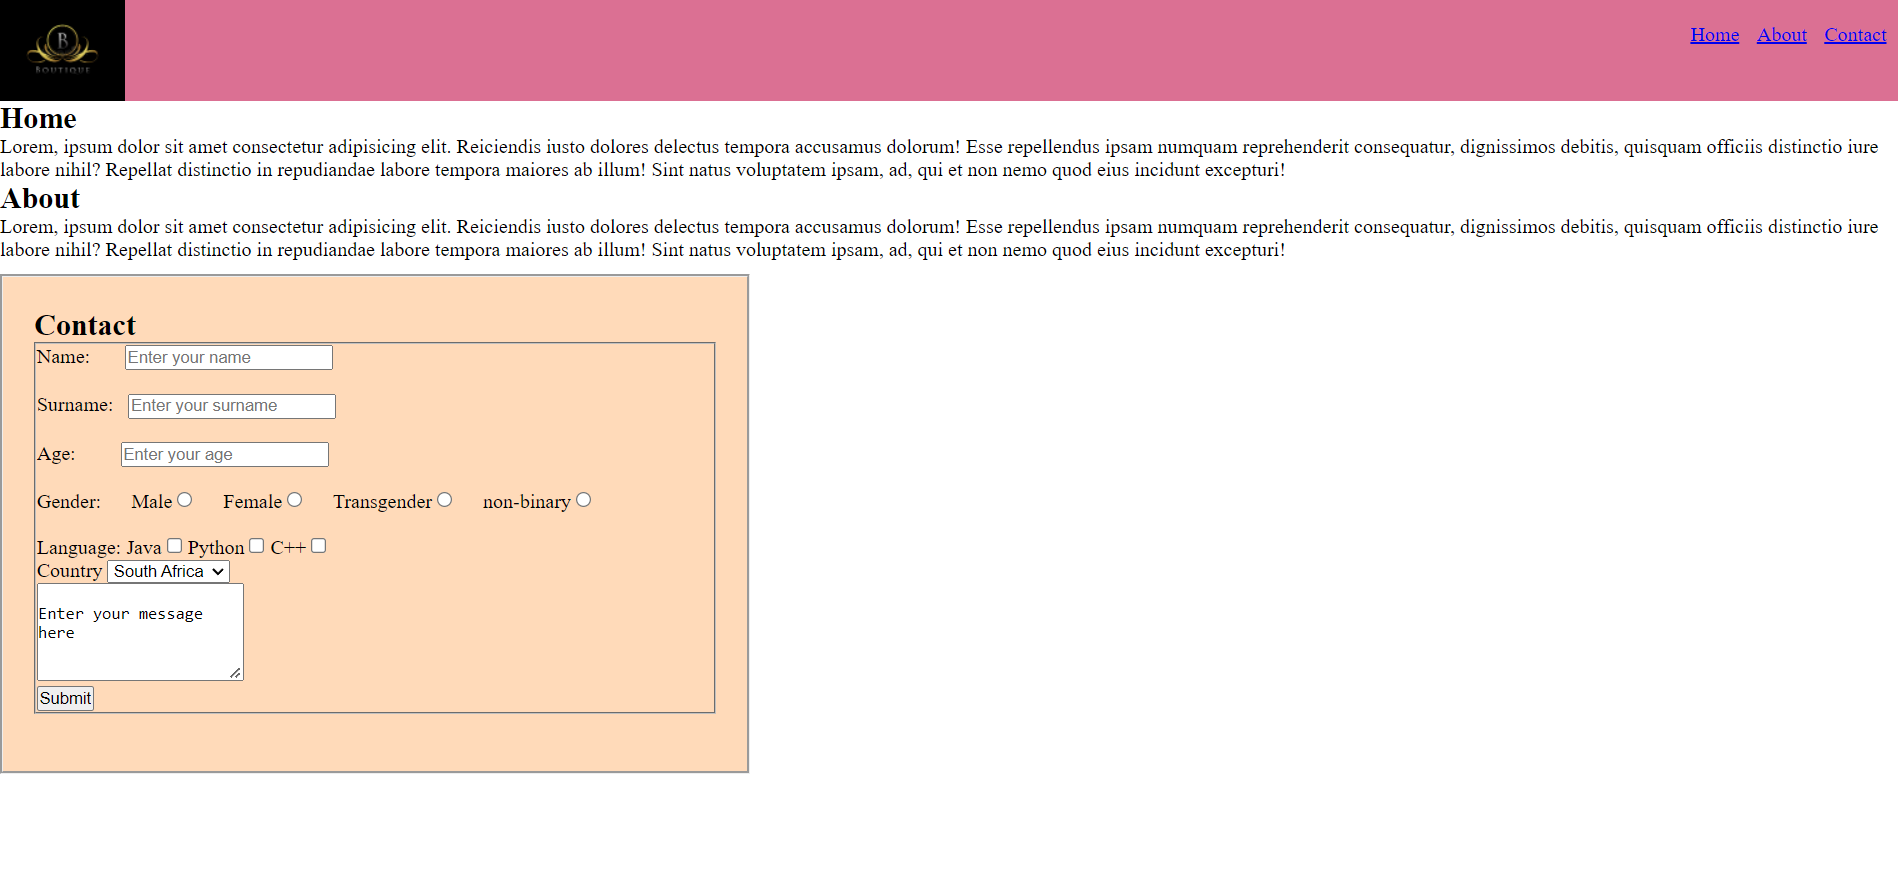 B
BOUTIQUE
Home About Contact
Home
Lorem, ipsum dolor sit amet consectetur adipisicing elit. Reiciendis iusto dolores delectus tempora accusamus dolorum! Esse repellendus ipsam numquam reprehenderit consequatur, dignissimos debitis, quisquam officiis distinctio iure
labore nihil? Repellat distinctio in repudiandae labore tempora maiores ab illum! Sint natus voluptatem ipsam, ad, qui et non nemo quod eius incidunt excepturi!
About
Lorem, ipsum dolor sit amet consectetur adipisicing elit. Reiciendis iusto dolores delectus tempora accusamus dolorum! Esse repellendus ipsam numquam reprehenderit consequatur, dignissimos debitis, quisquam officiis distinctio iure
labore nihil? Repellat distinctio in repudiandae labore tempora maiores ab illum! Sint natus voluptatem ipsam, ad, qui et non nemo quod eius incidunt excepturi!
Contact
Name: Enter your name
Surname: Enter your surname
Age: Enter your age
Gender: Male Female Transgender non-binary
Language: Java Python C++
Country South Africa
Enter your message
here
Submit